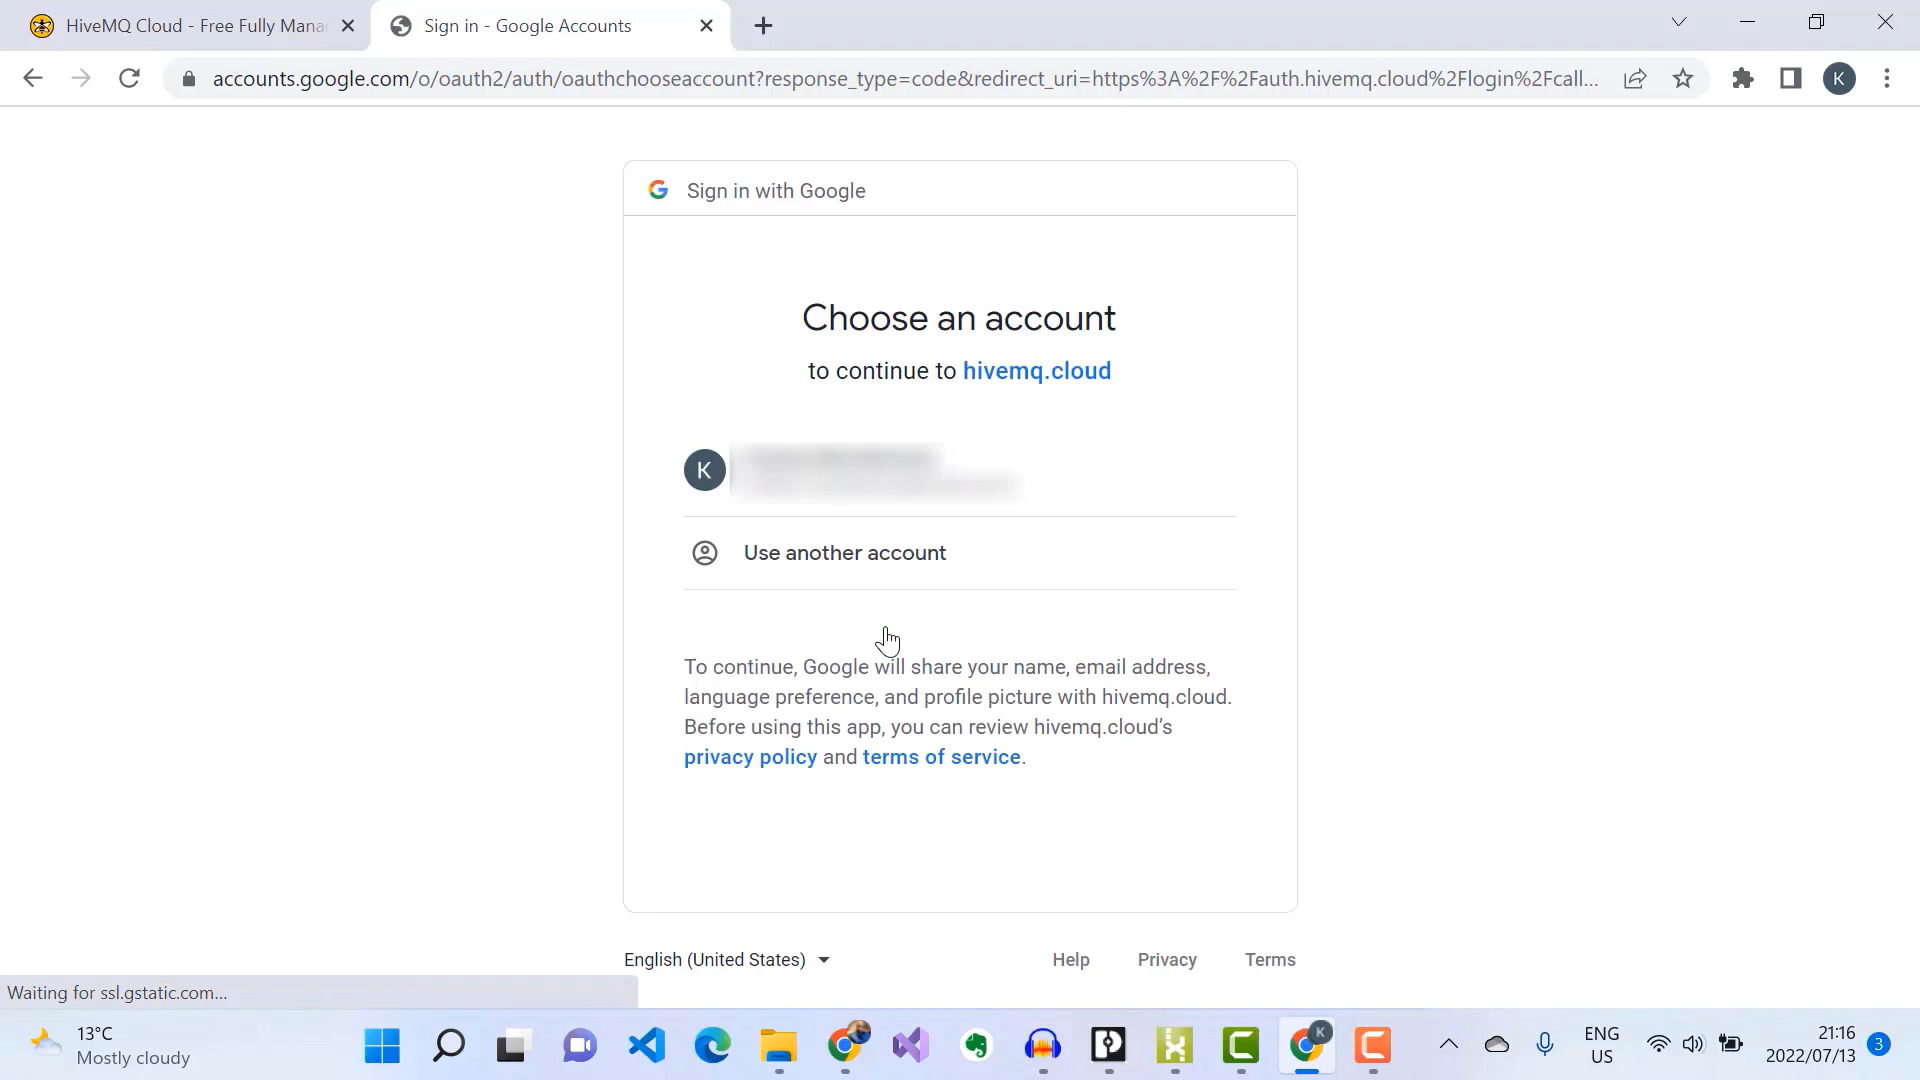 HiveMQ Cloud - Free Fully Mana
Sign in - Google Accounts
accounts.google.com/o/oauth2/auth/oauthchooseaccount?response_type=code&redirect_uri=https%3A%2F%2Fauth.hivemq.cloud%2Flogin%2Fcall...
K
Sign in with Google
Choose an account
to continue to hivemq.cloud
K
Use another account
To continue, Google will share your name, email address,
language preference, and profile picture with hivemq.cloud.
Before using this app, you can review hivemq.cloud's
privacy policy and terms of service.
English (United States)
Help
Privacy
Terms
Waiting for ssl.gstatic.com...
13°C
Mostly cloudy
K
ENG
US
21:16
2022/07/13
3